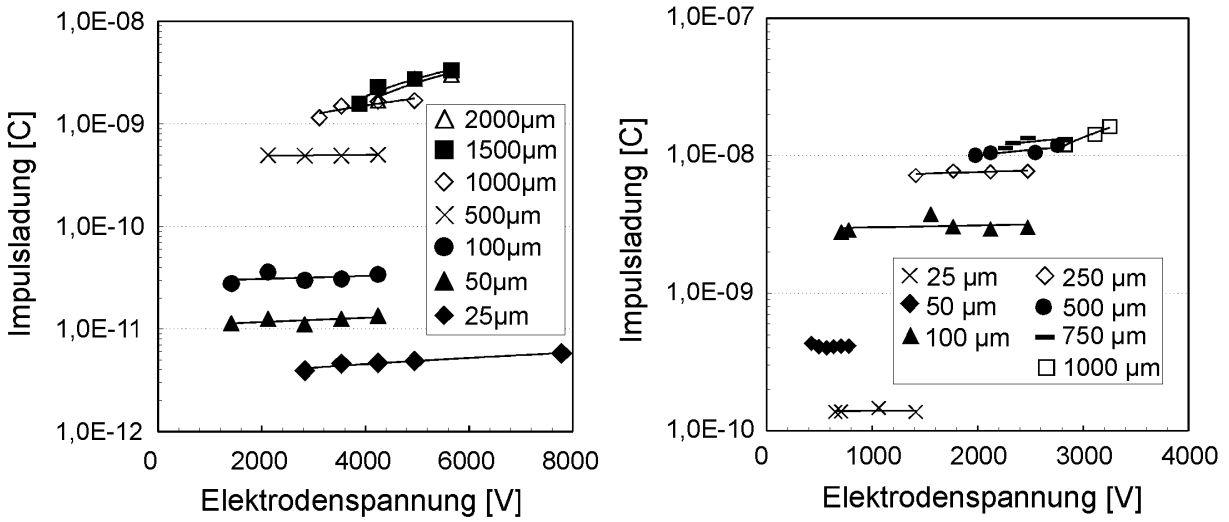 1,0E-08
1,0E-09
1,0E-10
1,0E-11
1,0E-12
Impulsladung [C]
0 2000 4000 6000 8000
Elektrodenspannung [V]
2000µm
1500µm
1000µm
500µm
100µm
50µm
25µm
1,0E-07
1,0E-08
1,0E-09
1,0E-10
Impulsladung [C]
0 1000 2000 3000 4000
Elektrodenspannung [V]
25 µm 250 µm
50 µm 500 µm
100 µm 750 µm
1000 µm